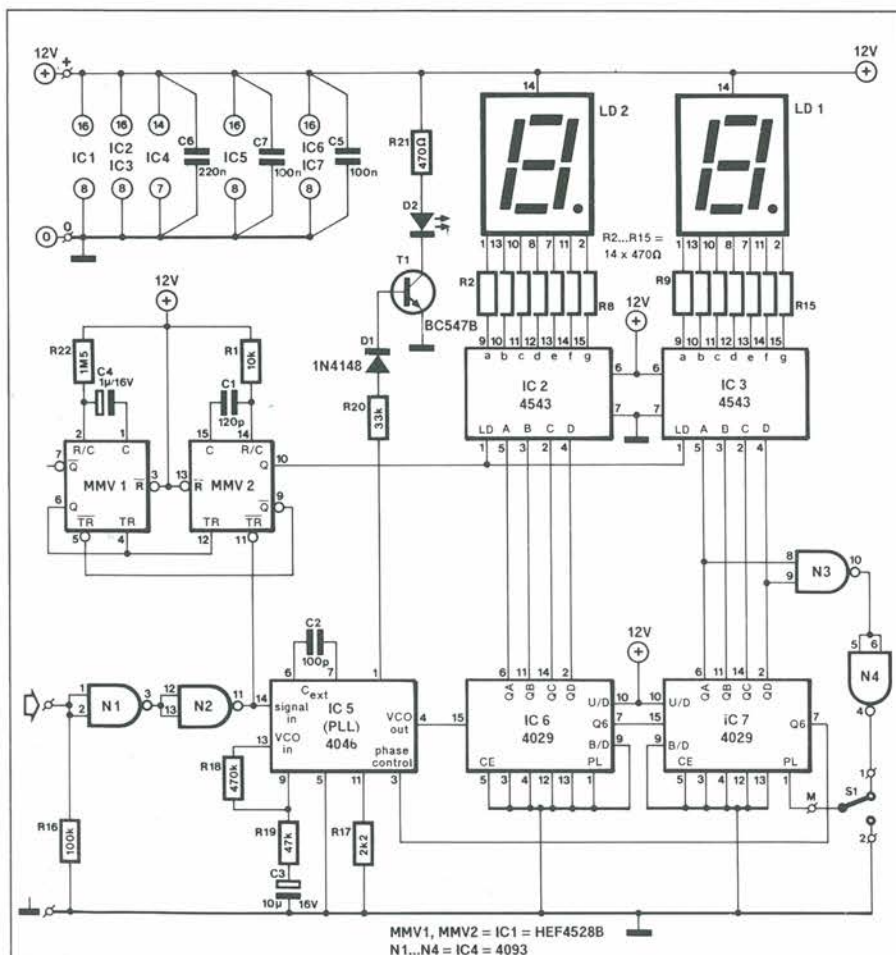 12V
+
12V
14
14
LD 2
LD 1
16
16
14
16
16
R21
470Ω
IC1
IC2
IC3
IC4
C6
220n
IC5
C7
100n
IC6
IC7
C5
100n
8
8
7
8
8
0
0
D2
T1
BC547B
R2...R15 =
14 x 470Ω
1 13 10 8 7 11 2
1 13 10 8 7 11 2
R2
R8
R9
R15
12V
12V
9 10 11 12 13 14 15
a b c d e f g
9 10 11 12 13 14 15
a b c d e f g
D1
1N4148
R20
33k
R22
1M5
C4
1µ/16V
R1
10k
C1
120p
IC 2
4543
6
6
7
7
IC 3
4543
LD A B C D
LD A B C D
1 5 3 2 4
1 5 3 2 4
2 1
R/C C
15 14
C R/C
7
Q
MMV 1
R
3
13
R
MMV 2
Q
10
6
Q
Q
9
TR TR
TR TR
5 4
12 11
8
9
N3
10
5 6
N4
4
C2
100p
6 7
1
12V
1
2
N1
3
12
13
N2
11
14
Cext
signal
in
IC 5
(PLL)
4046
VCO
out
4
13
VCO
in
phase
control
9 5 11 3
6 11 14 2
QA QB QC QD
15
IC 6
4029
U/D
10
Q6
7
B/D
9
CE PL
5 3 4 12 13 1
6 11 14 2
QA QB QC QD
10
U/D
15
9
B/D
iC 7
4029
Q6
7
CE PL
5 3 4 12 13 1
R18
470k
R19
47k
C3
10µ 16V
R17
2k2
R16
100k
M
S1
1
2
MMV1, MMV2 = IC1 = HEF4528B
N1...N4 = IC4 = 4093